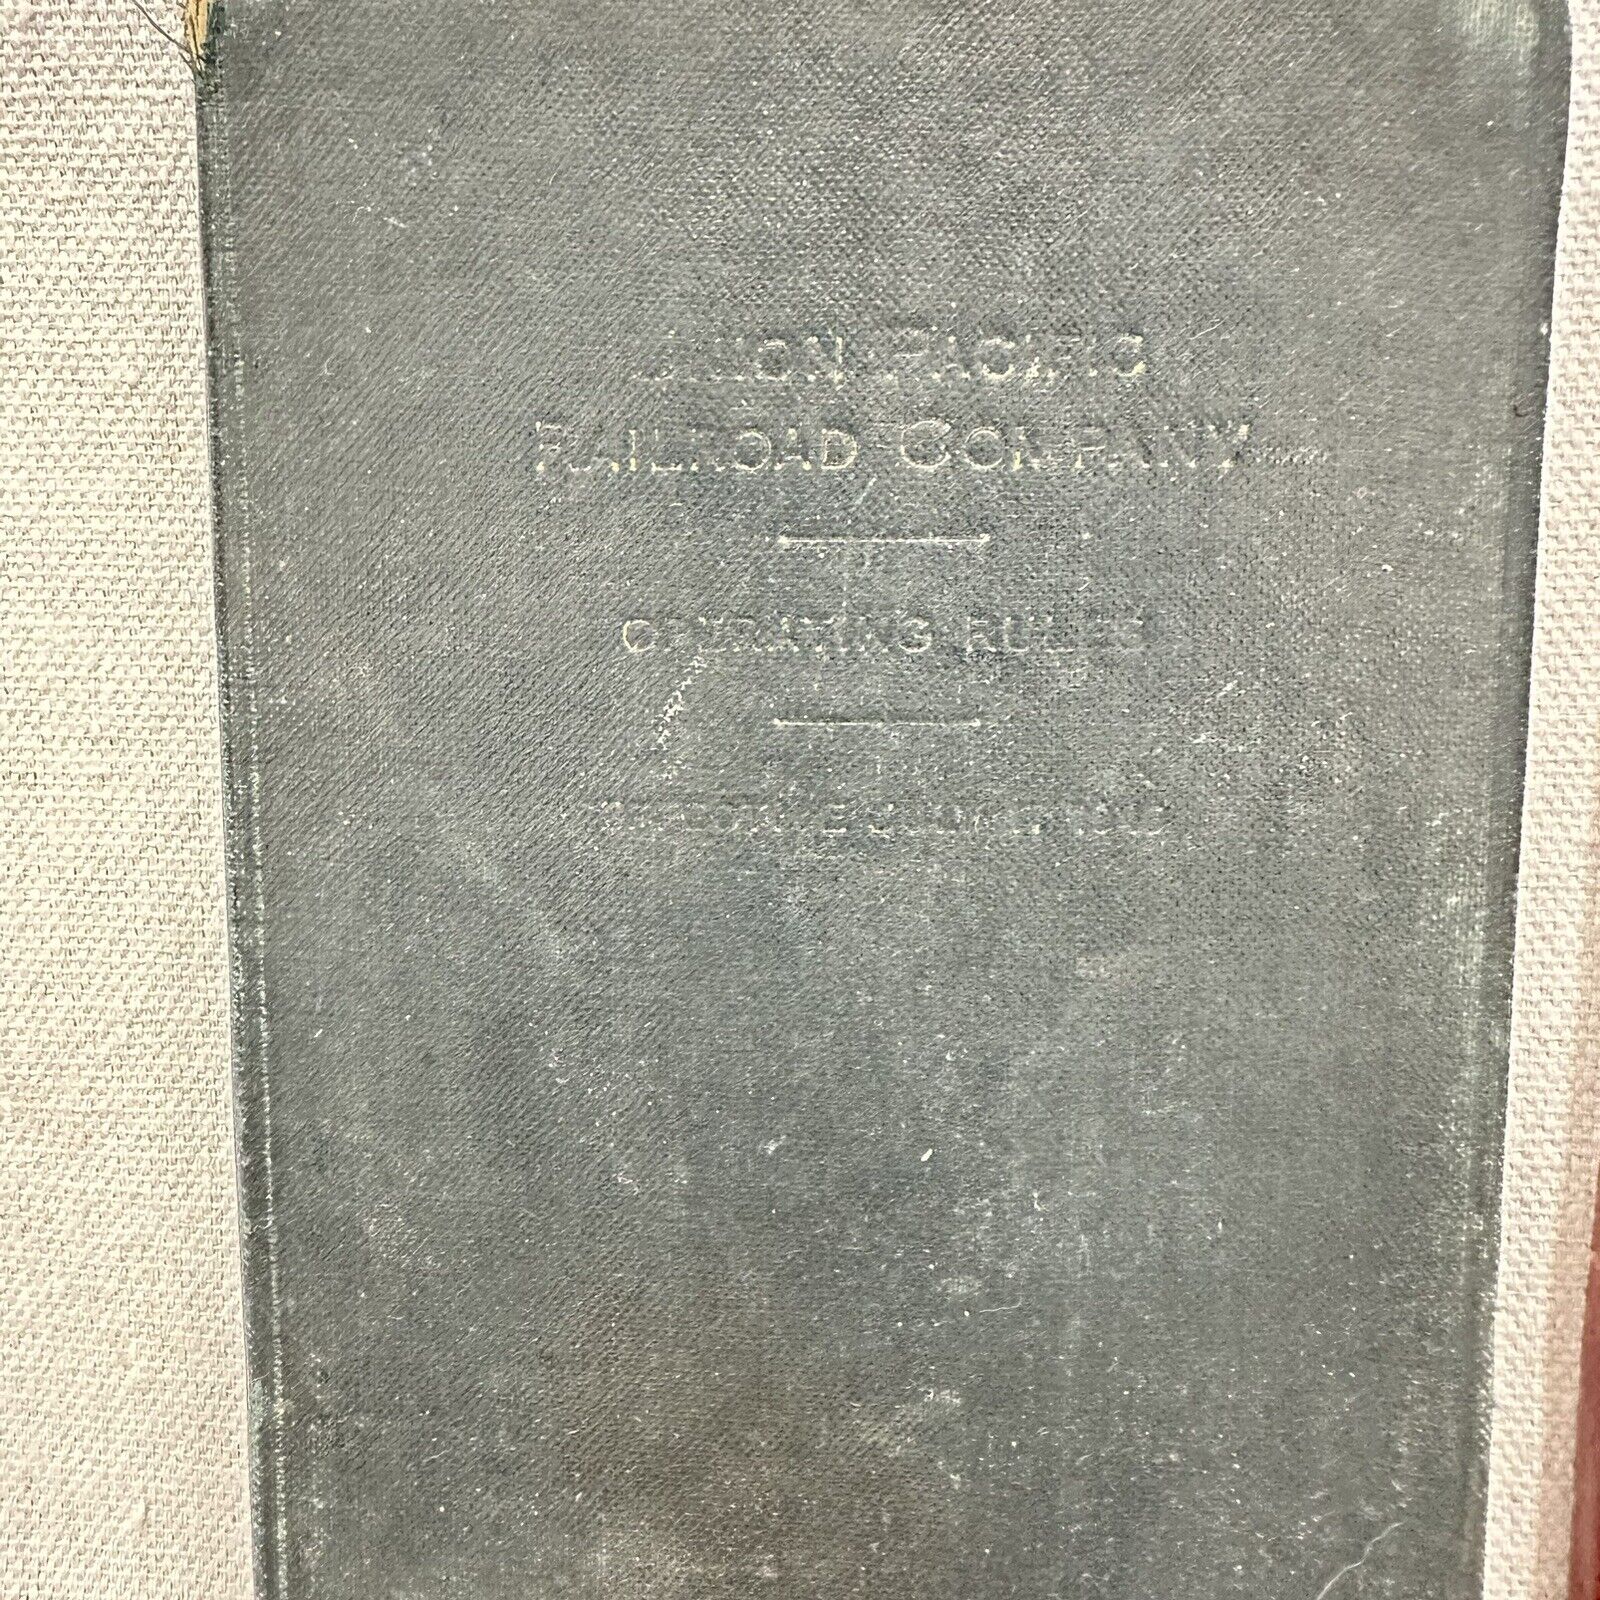 UNION PACIFIC
RAILROAD COMPANY
OPERATING RULES